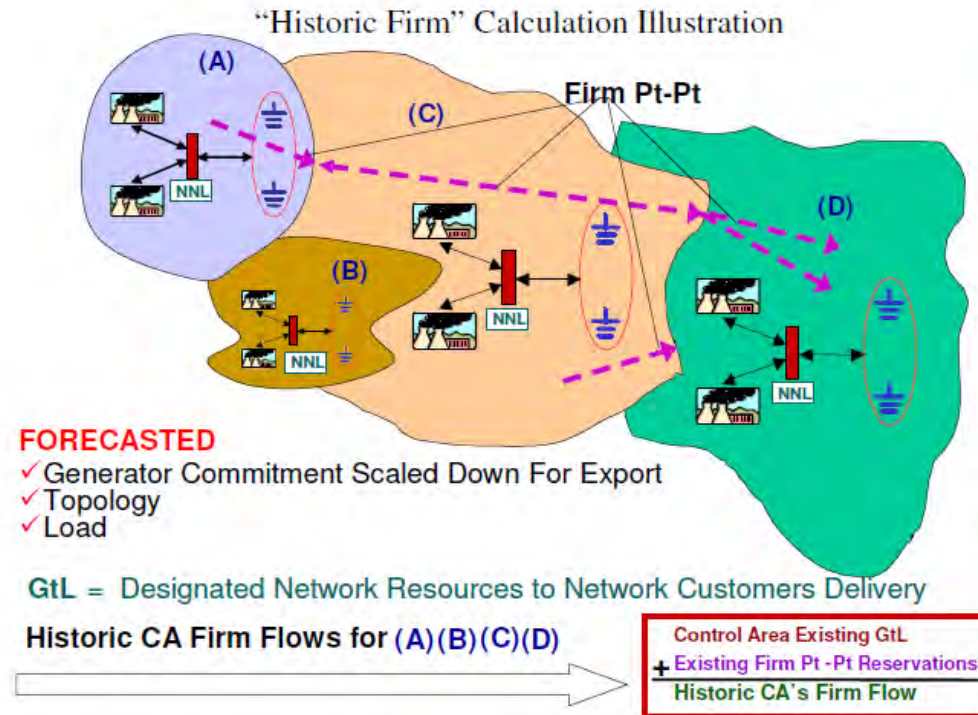 “Historic Firm” Calculation Illustration
(A)
(C)
Firm Pt-Pt
(D)
(B)
NNL
NNL
NNL
NNL
FORECASTED
✓Generator Commitment Scaled Down For Export
✓Topology
✓Load
GtL = Designated Network Resources to Network Customers Delivery
Historic CA Firm Flows for (A)(B)(C)(D)
Control Area Existing GtL
+ Existing Firm Pt -Pt Reservations
Historic CA’s Firm Flow